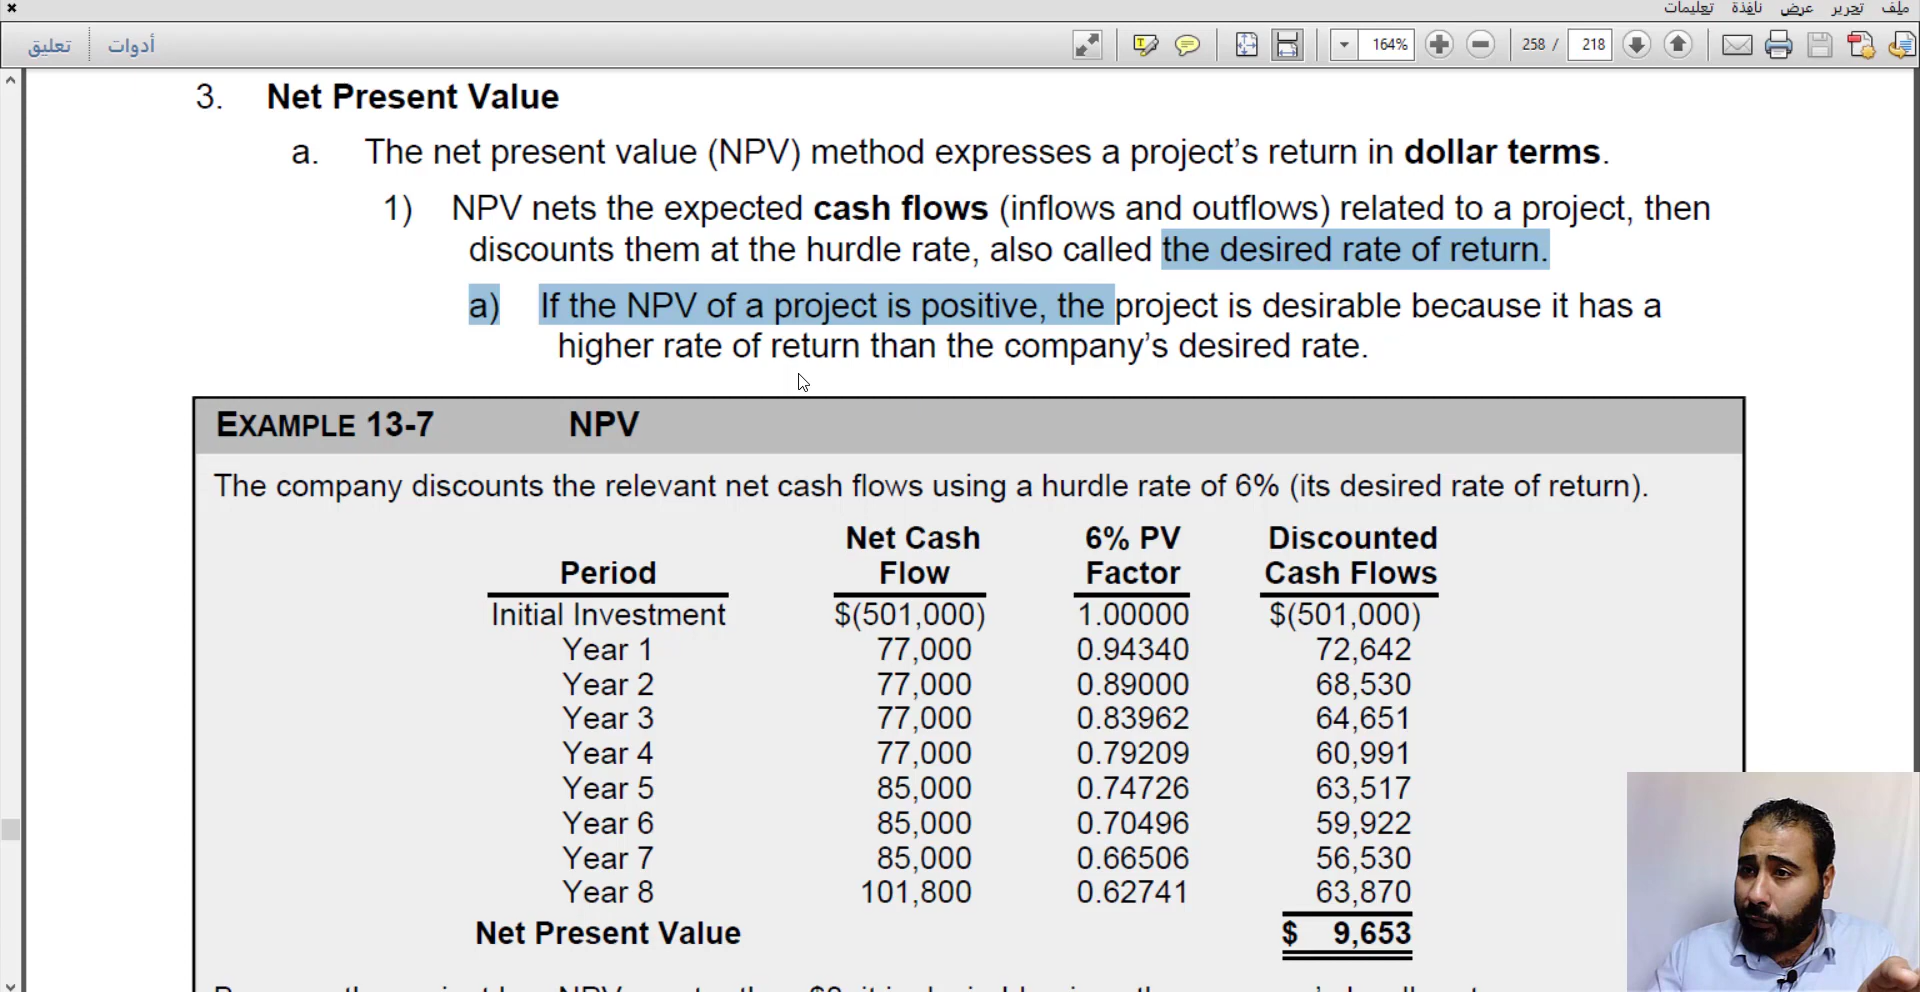 ملف تحرير عرض نافذة تعليمات
تعليق أدوات 164% 258 / 218
3. Net Present Value
a. The net present value (NPV) method expresses a project's return in dollar terms.
1) NPV nets the expected cash flows (inflows and outflows) related to a project, then
discounts them at the hurdle rate, also called the desired rate of return.
a) If the NPV of a project is positive, the project is desirable because it has a
higher rate of return than the company's desired rate.
EXAMPLE 13-7 NPV
The company discounts the relevant net cash flows using a hurdle rate of 6% (its desired rate of return).
Net Cash 6% PV Discounted
Period Flow Factor Cash Flows
Initial Investment $(501,000) 1.00000 $(501,000)
Year 1 77,000 0.94340 72,642
Year 2 77,000 0.89000 68,530
Year 3 77,000 0.83962 64,651
Year 4 77,000 0.79209 60,991
Year 5 85,000 0.74726 63,517
Year 6 85,000 0.70496 59,922
Year 7 85,000 0.66506 56,530
Year 8 101,800 0.62741 63,870
Net Present Value $ 9,653